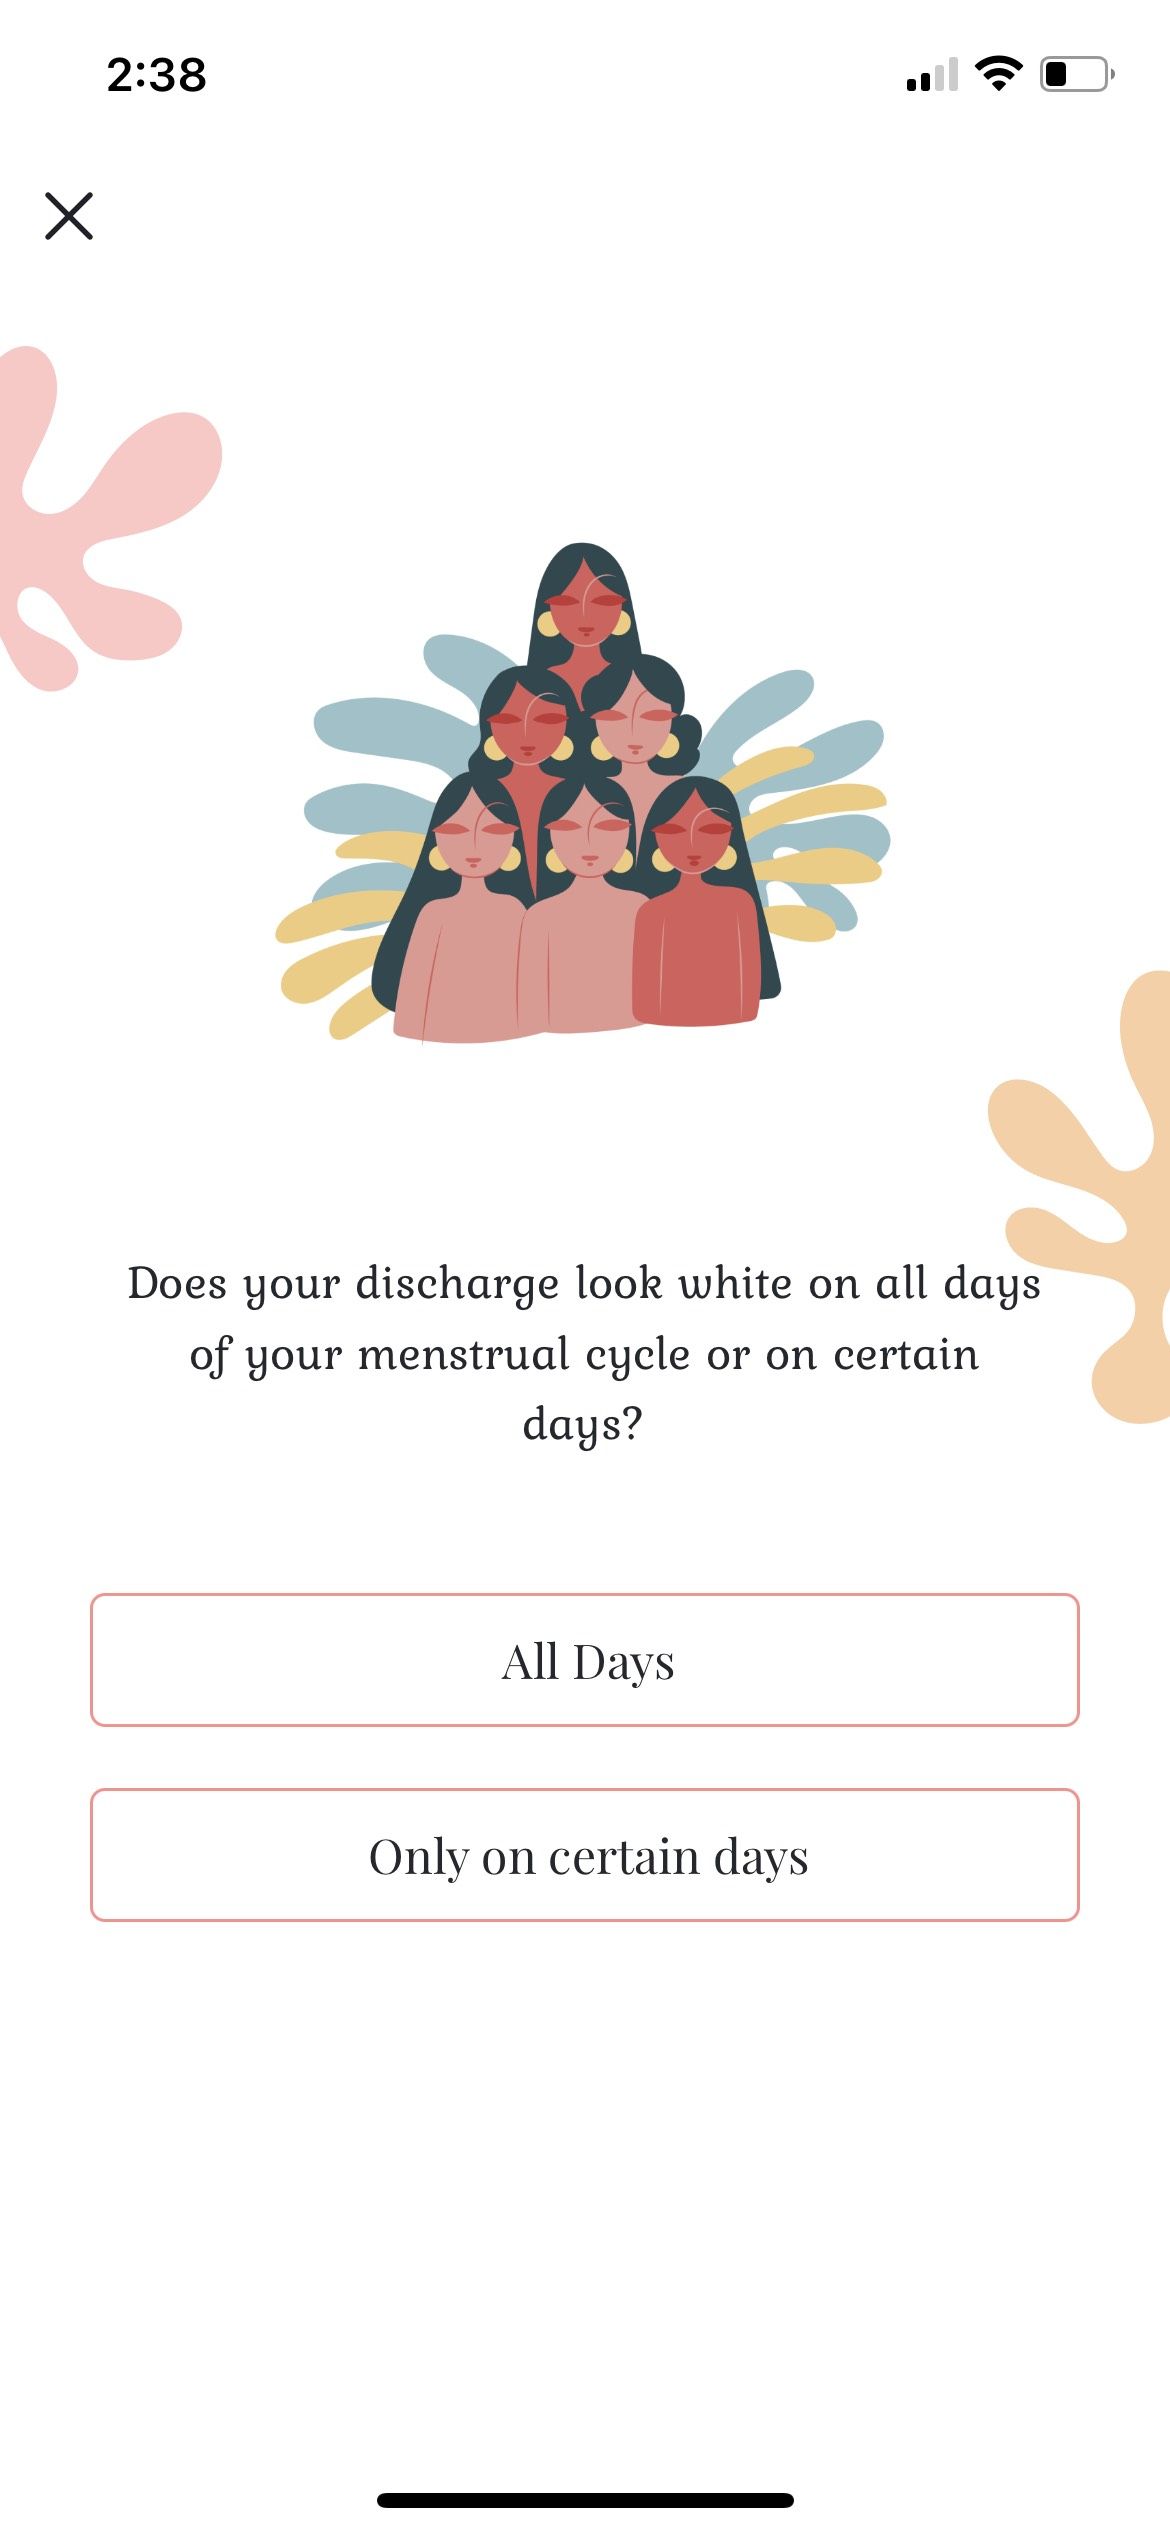 2:38
Does your discharge look white on all days
of your menstrual cycle or on certain
days?
All Days
Only on certain days